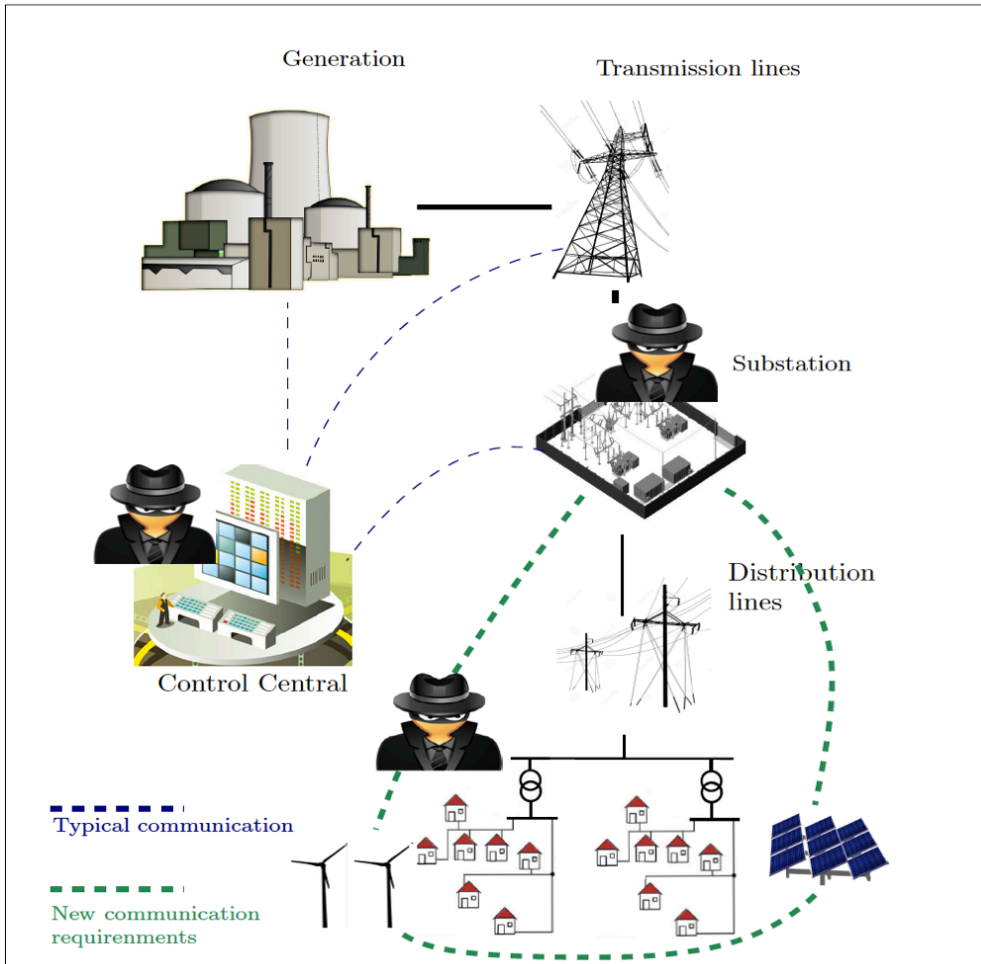 Generation
Transmission lines
Substation
Distribution
lines
Control Central
Typical communication
New communication
requirenments